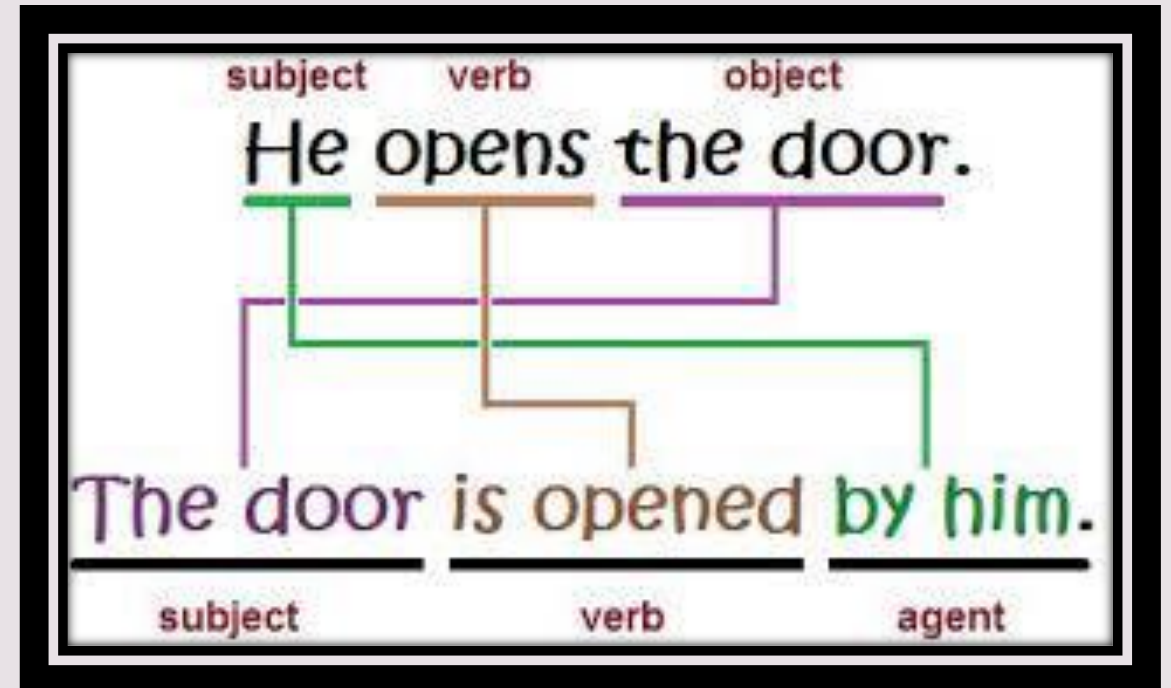 subject verb object
He opens the door.
The door is opened by him.
subject verb agent